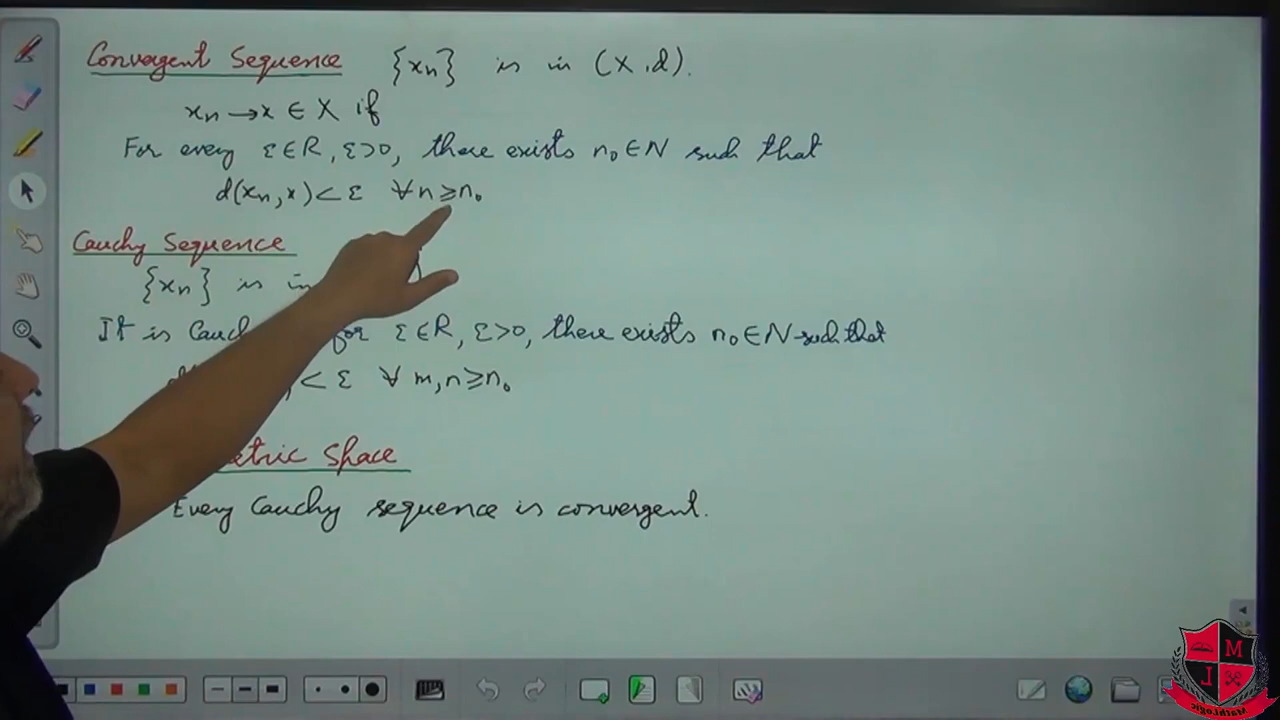 Convergent Sequence {xₙ} is in (X,d).
xₙ → x ∈ X if
For every ε∈R, ε>0, there exists n₀∈N such that
d(xₙ,x)<ε ∀n≥n₀
Cauchy Sequence
{xₙ} is in
It is for ε∈R, ε>0, there exists n₀∈N such that
<ε ∀ m,n≥n₀
Space
Every Cauchy sequence is convergent.
M
J
MathLogic